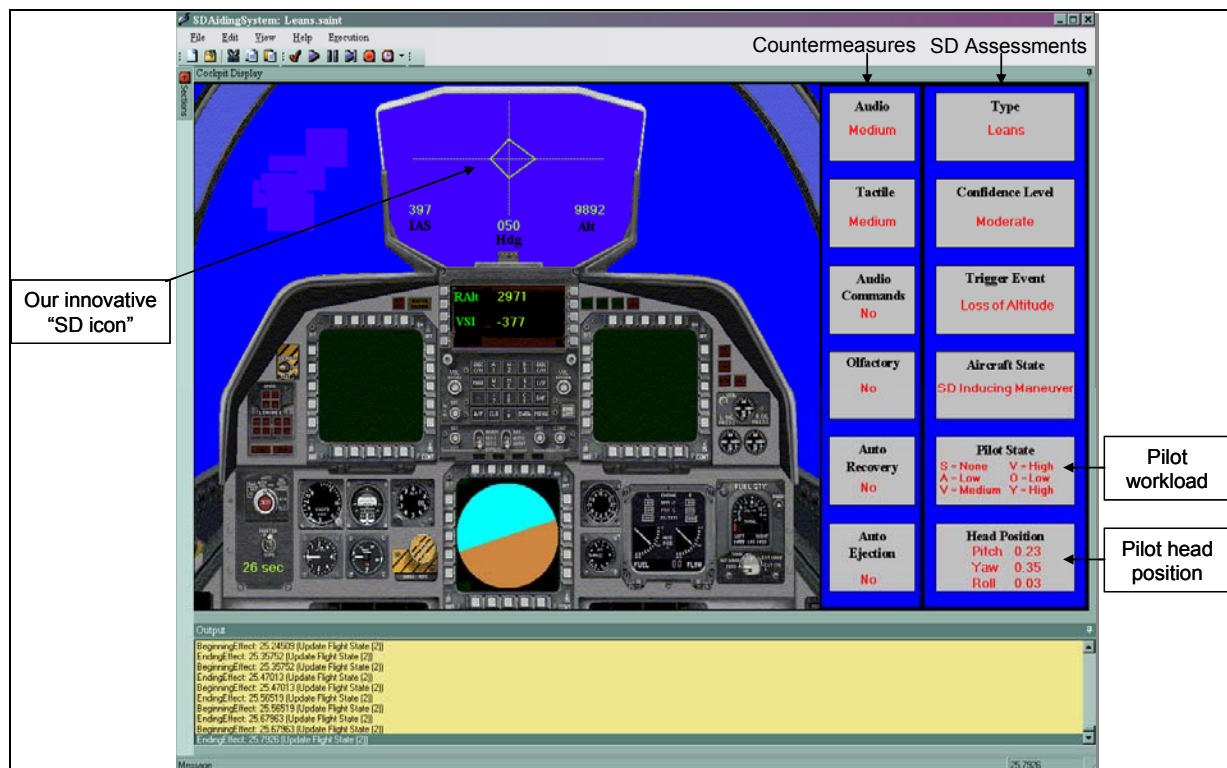 SDAidingSystem: Leans.saint
File Edit View Help Execution
Countermeasures SD Assessments
Cockpit Display
Sections
Audio
Medium
Type
Leans
Tactile
Medium
Confidence Level
Moderate
Audio
Commands
No
Trigger Event
Loss of Altitude
Olfactory
No
Aircraft State
SD Inducing Maneuver
Auto
Recovery
No
Pilot State
S = None V = High
A = Low O = Low
V = Medium Y = High
Auto
Ejection
No
Head Position
Pitch 0.23
Yaw 0.35
Roll 0.03
Our innovative
“SD icon”
Pilot
workload
Pilot head
position
397
IAS
050
Hdg
9892
Alt
RAlt 2971
VSI -377
FUEL QTY
FUEL FLOW
26 sec
Output
BeginningEffect: 25.24509 (Update Flight State (2))
EndingEffect: 25.35752 (Update Flight State (2))
BeginningEffect: 25.35752 (Update Flight State (2))
EndingEffect: 25.47013 (Update Flight State (2))
BeginningEffect: 25.47013 (Update Flight State (2))
EndingEffect: 25.56519 (Update Flight State (2))
BeginningEffect: 25.56519 (Update Flight State (2))
EndingEffect: 25.67963 (Update Flight State (2))
BeginningEffect: 25.67963 (Update Flight State (2))
EndingEffect: 25.7926 (Update Flight State (2))
Message
25.7926